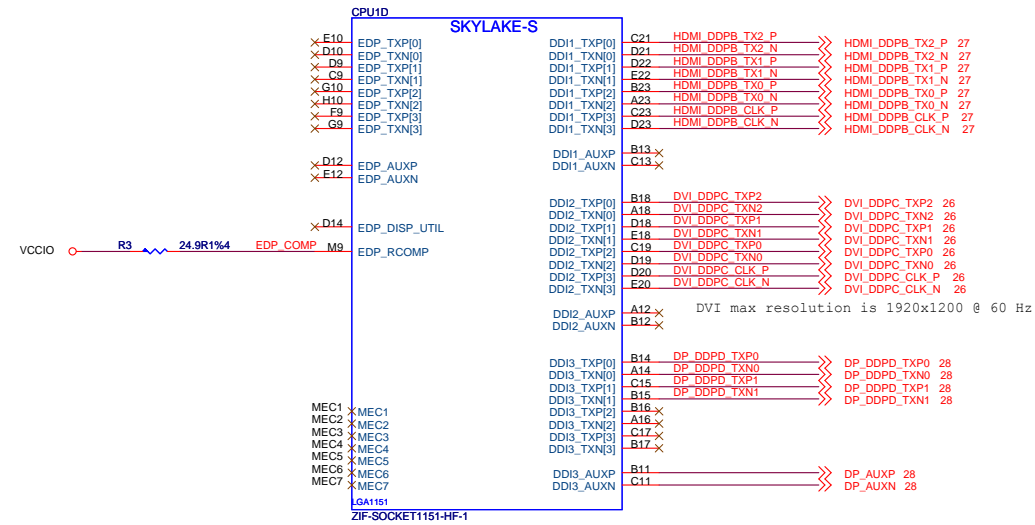 CPU1D
SKYLAKE-S
E10 EDP_TXP[0]
D10 EDP_TXN[0]
D9 EDP_TXP[1]
C9 EDP_TXN[1]
G10 EDP_TXP[2]
H10 EDP_TXN[2]
F9 EDP_TXP[3]
G9 EDP_TXN[3]
D12 EDP_AUXP
E12 EDP_AUXN
D14 EDP_DISP_UTIL
VCCIO R3 24.9R1%4 EDP_COMP M9 EDP_RCOMP
MEC1 MEC1
MEC2 MEC2
MEC3 MEC3
MEC4 MEC4
MEC5 MEC5
MEC6 MEC6
MEC7 MEC7
DDI1_TXP[0] C21 HDMI_DDPB_TX2_P HDMI_DDPB_TX2_P 27
DDI1_TXN[0] D21 HDMI_DDPB_TX2_N HDMI_DDPB_TX2_N 27
DDI1_TXP[1] D22 HDMI_DDPB_TX1_P HDMI_DDPB_TX1_P 27
DDI1_TXN[1] E22 HDMI_DDPB_TX1_N HDMI_DDPB_TX1_N 27
DDI1_TXP[2] B23 HDMI_DDPB_TX0_P HDMI_DDPB_TX0_P 27
DDI1_TXN[2] A23 HDMI_DDPB_TX0_N HDMI_DDPB_TX0_N 27
DDI1_TXP[3] C23 HDMI_DDPB_CLK_P HDMI_DDPB_CLK_P 27
DDI1_TXN[3] D23 HDMI_DDPB_CLK_N HDMI_DDPB_CLK_N 27
DDI1_AUXP B13
DDI1_AUXN C13
DDI2_TXP[0] B18 DVI_DDPC_TXP2 DVI_DDPC_TXP2 26
DDI2_TXN[0] A18 DVI_DDPC_TXN2 DVI_DDPC_TXN2 26
DDI2_TXP[1] D18 DVI_DDPC_TXP1 DVI_DDPC_TXP1 26
DDI2_TXN[1] E18 DVI_DDPC_TXN1 DVI_DDPC_TXN1 26
DDI2_TXP[2] C19 DVI_DDPC_TXP0 DVI_DDPC_TXP0 26
DDI2_TXN[2] D19 DVI_DDPC_TXN0 DVI_DDPC_TXN0 26
DDI2_TXP[3] D20 DVI_DDPC_CLK_P DVI_DDPC_CLK_P 26
DDI2_TXN[3] E20 DVI_DDPC_CLK_N DVI_DDPC_CLK_N 26
DDI2_AUXP A12
DDI2_AUXN B12
DVI max resolution is 1920x1200 @ 60 Hz
DDI3_TXP[0] B14 DP_DDPD_TXP0 DP_DDPD_TXP0 28
DDI3_TXN[0] A14 DP_DDPD_TXN0 DP_DDPD_TXN0 28
DDI3_TXP[1] C15 DP_DDPD_TXP1 DP_DDPD_TXP1 28
DDI3_TXN[1] B15 DP_DDPD_TXN1 DP_DDPD_TXN1 28
DDI3_TXP[2] B16
DDI3_TXN[2] A16
DDI3_TXP[3] C17
DDI3_TXN[3] B17
DDI3_AUXP B11 DP_AUXP 28
DDI3_AUXN C11 DP_AUXN 28
LGA1151
ZIF-SOCKET1151-HF-1